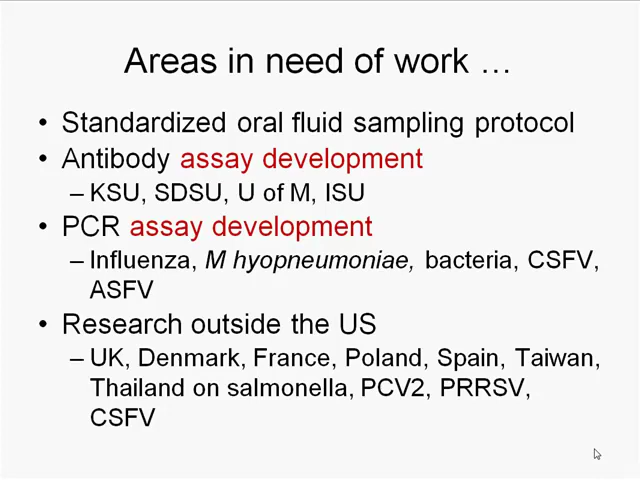 Areas in need of work …
• Standardized oral fluid sampling protocol
• Antibody assay development
– KSU, SDSU, U of M, ISU
• PCR assay development
– Influenza, M hyopneumoniae, bacteria, CSFV,
ASFV
• Research outside the US
– UK, Denmark, France, Poland, Spain, Taiwan,
Thailand on salmonella, PCV2, PRRSV,
CSFV